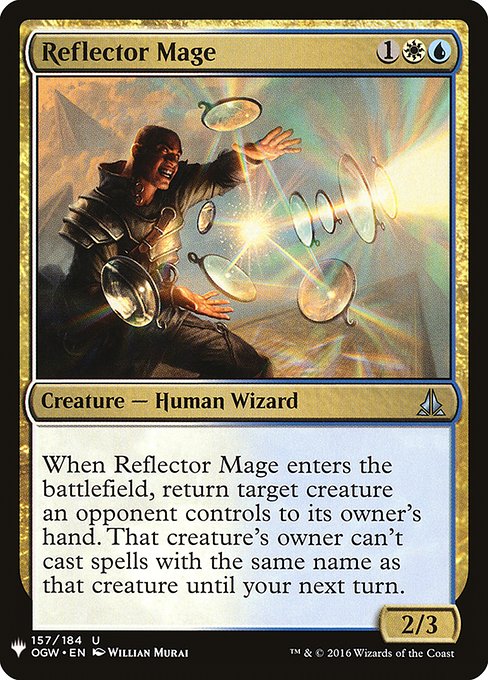 Reflector Mage 1
Creature — Human Wizard
When Reflector Mage enters the
battlefield, return target creature
an opponent controls to its owner's
hand. That creature's owner can't
cast spells with the same name as
that creature until your next turn.
2/3
157/184 U
OGW • EN Willian Murai
™ & © 2016 Wizards of the Coast